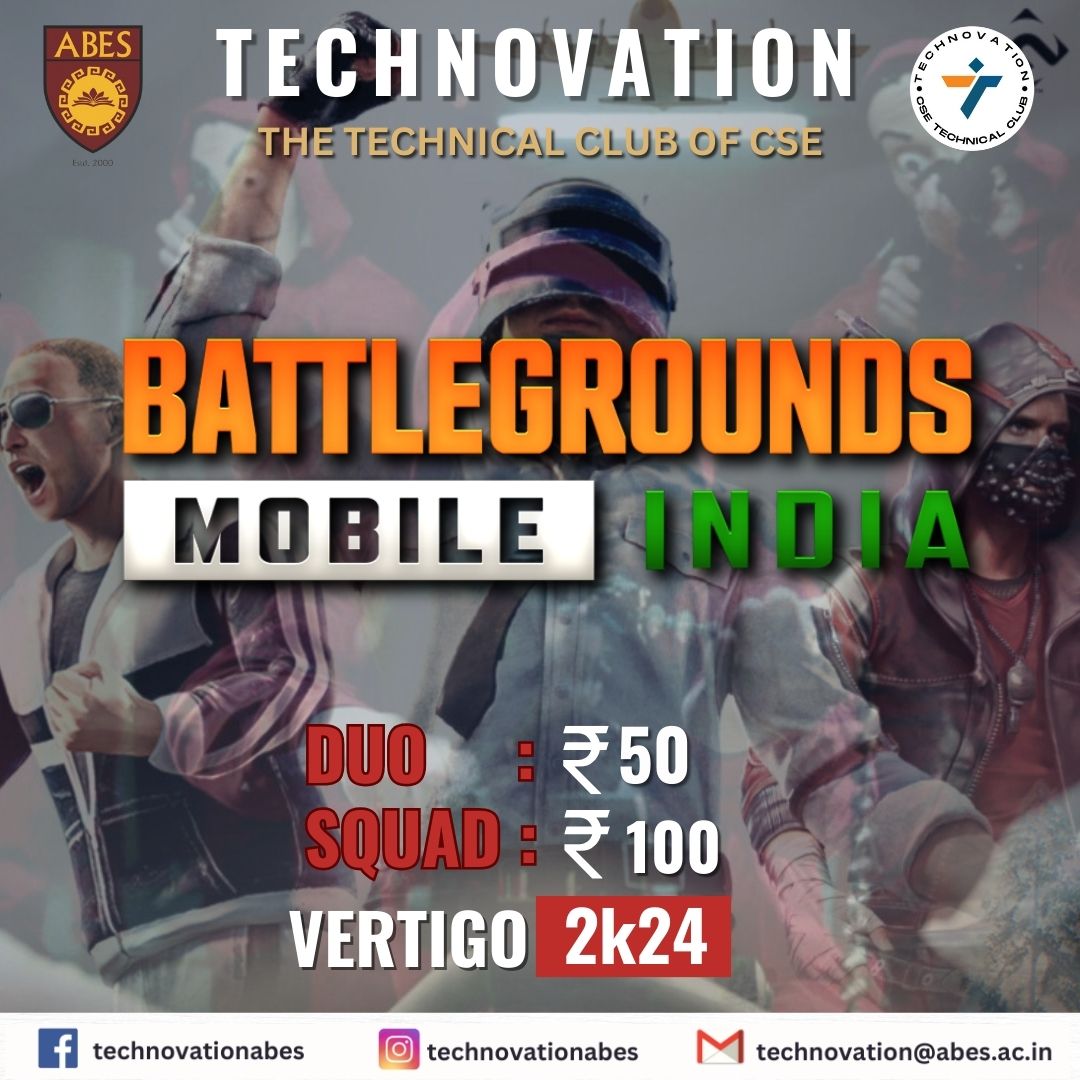 ABES
Estd. 2000
TECHNOVATION
THE TECHNICAL CLUB OF CSE
• TECHNOVATION •
CSE TECHNICAL CLUB
BATTLEGROUNDS
MOBILE INDIA
DUO : ₹ 50
SQUAD : ₹ 100
VERTIGO 2k24
technovationabes
technovationabes
technovation@abes.ac.in